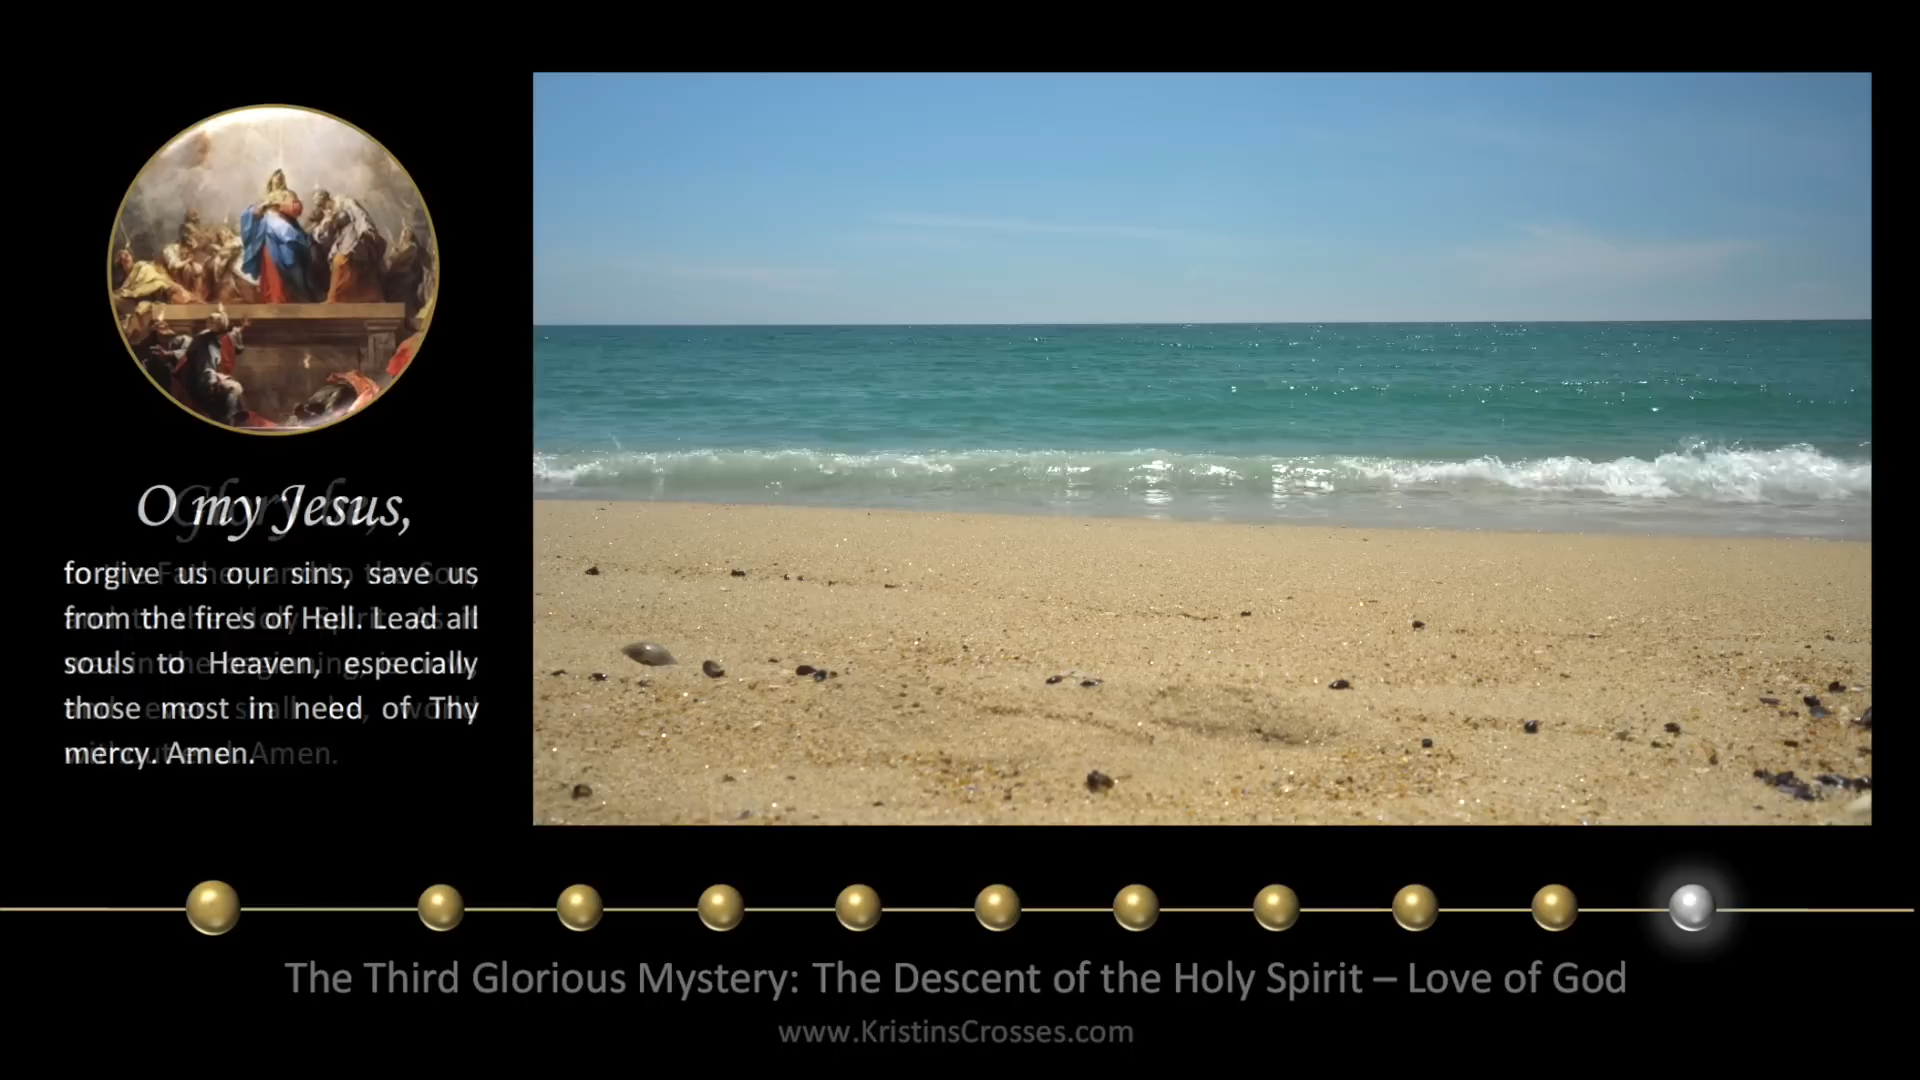 O my Jesus,
forgive us our sins, save us
from the fires of Hell. Lead all
souls to Heaven, especially
those most in need of Thy
mercy. Amen.
The Third Glorious Mystery: The Descent of the Holy Spirit – Love of God
www.KristinsCrosses.com